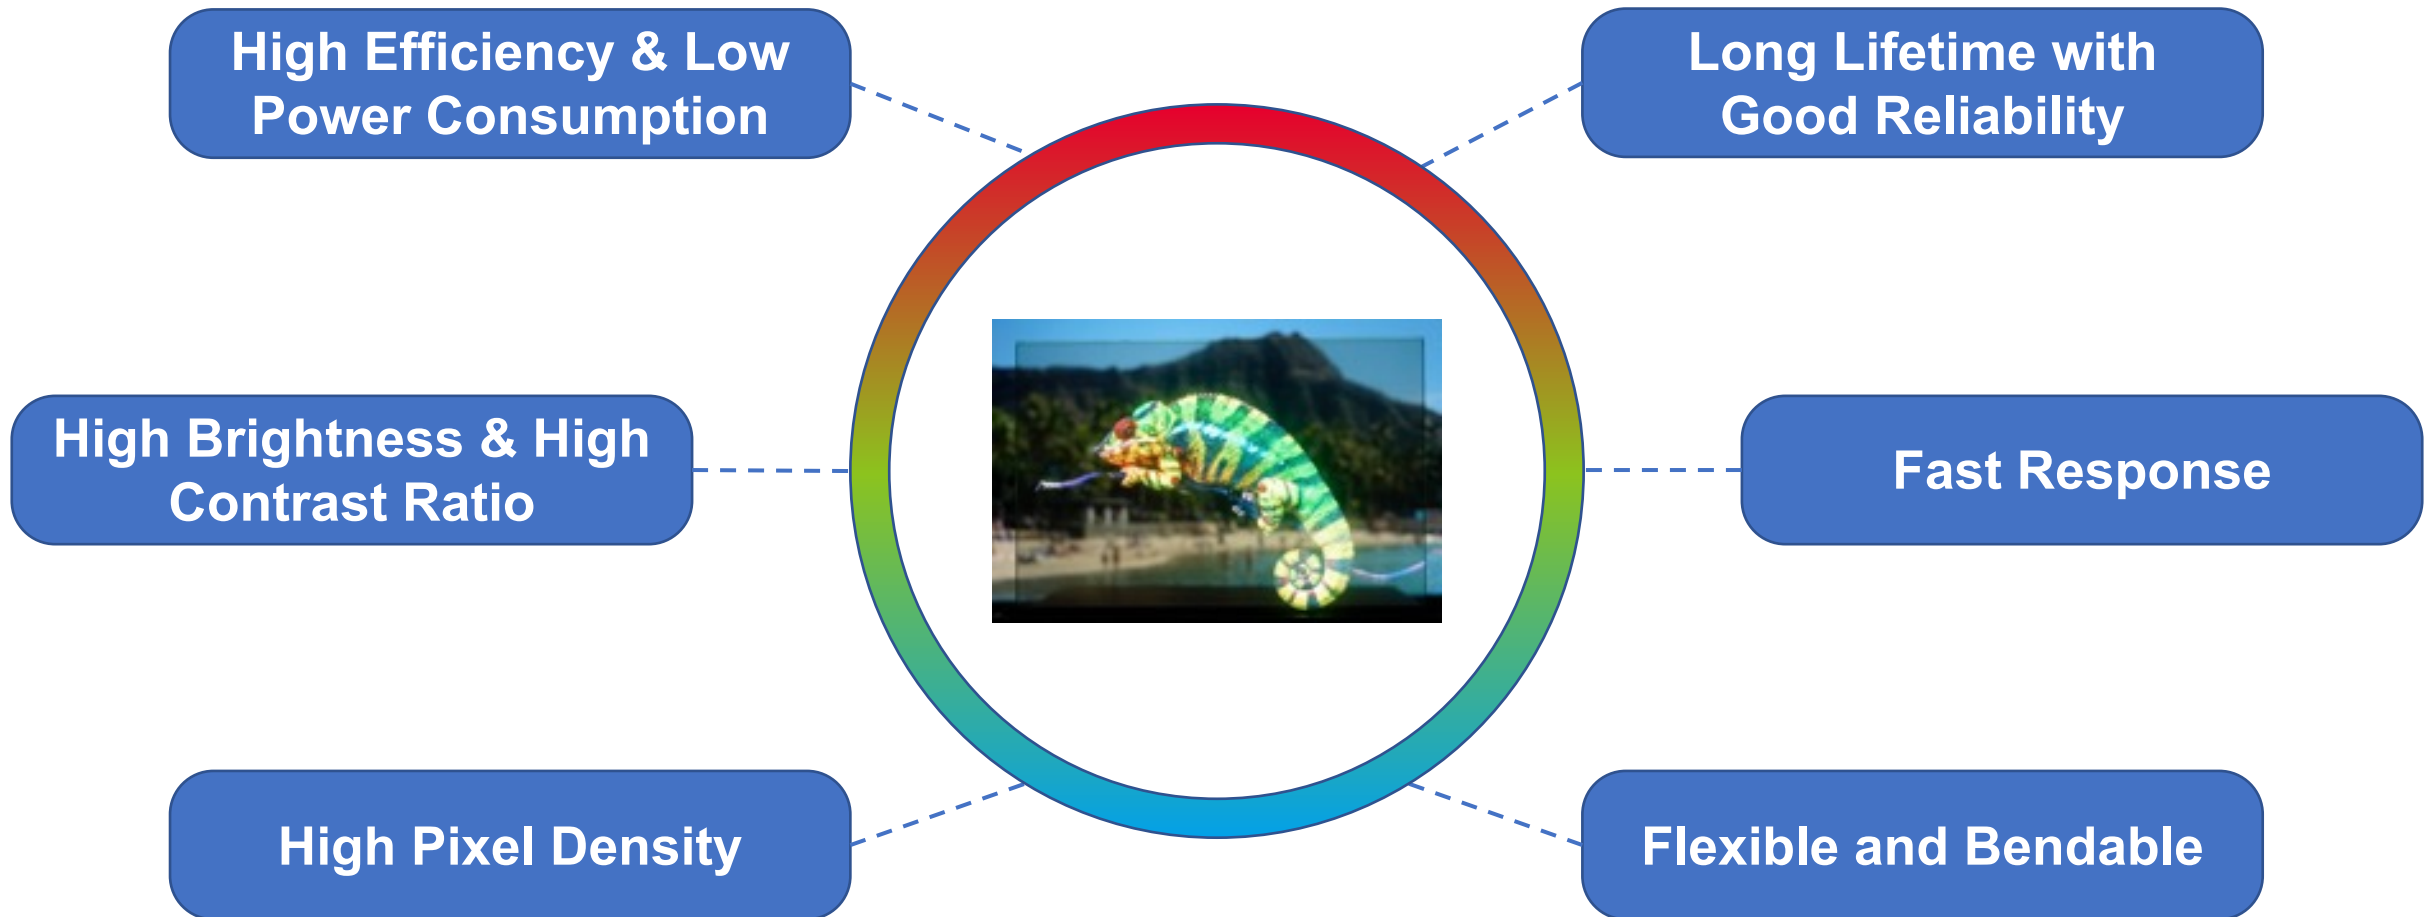 High Efficiency & Low
Power Consumption
Long Lifetime with
Good Reliability
High Brightness & High
Contrast Ratio
Fast Response
High Pixel Density
Flexible and Bendable